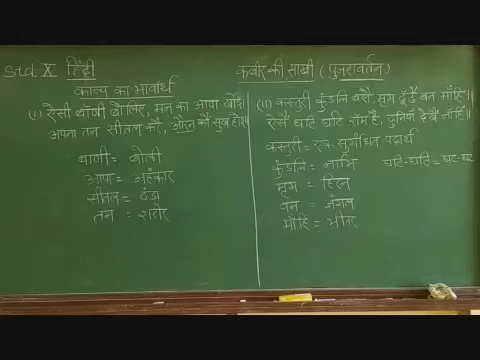 Std X हिंदी
कबीर की साखी (पुनरावर्तन)
काव्य का भावार्थ
(i) ऐसी बाँणी बोलिए, मन का आपा खोइ।
अपना तन सीतल करै, औरन कौं सुख होइ॥
बाणी = बोली
आपा = अहंकार
सीतल = ठंडा
तन = शरीर
(ii) कस्तूरी कुंडलि बसै, मृग ढूँढै बन माँहि।
ऐसैं घटि घटि राँम है, दुनियाँ देखै नाँहिं॥
कस्तूरी = एक सुगंधित पदार्थ
कुंडलि = नाभि घटि-घटि = घट-घट
मृग = हिरन
बन = जंगल
माँहि = भीतर